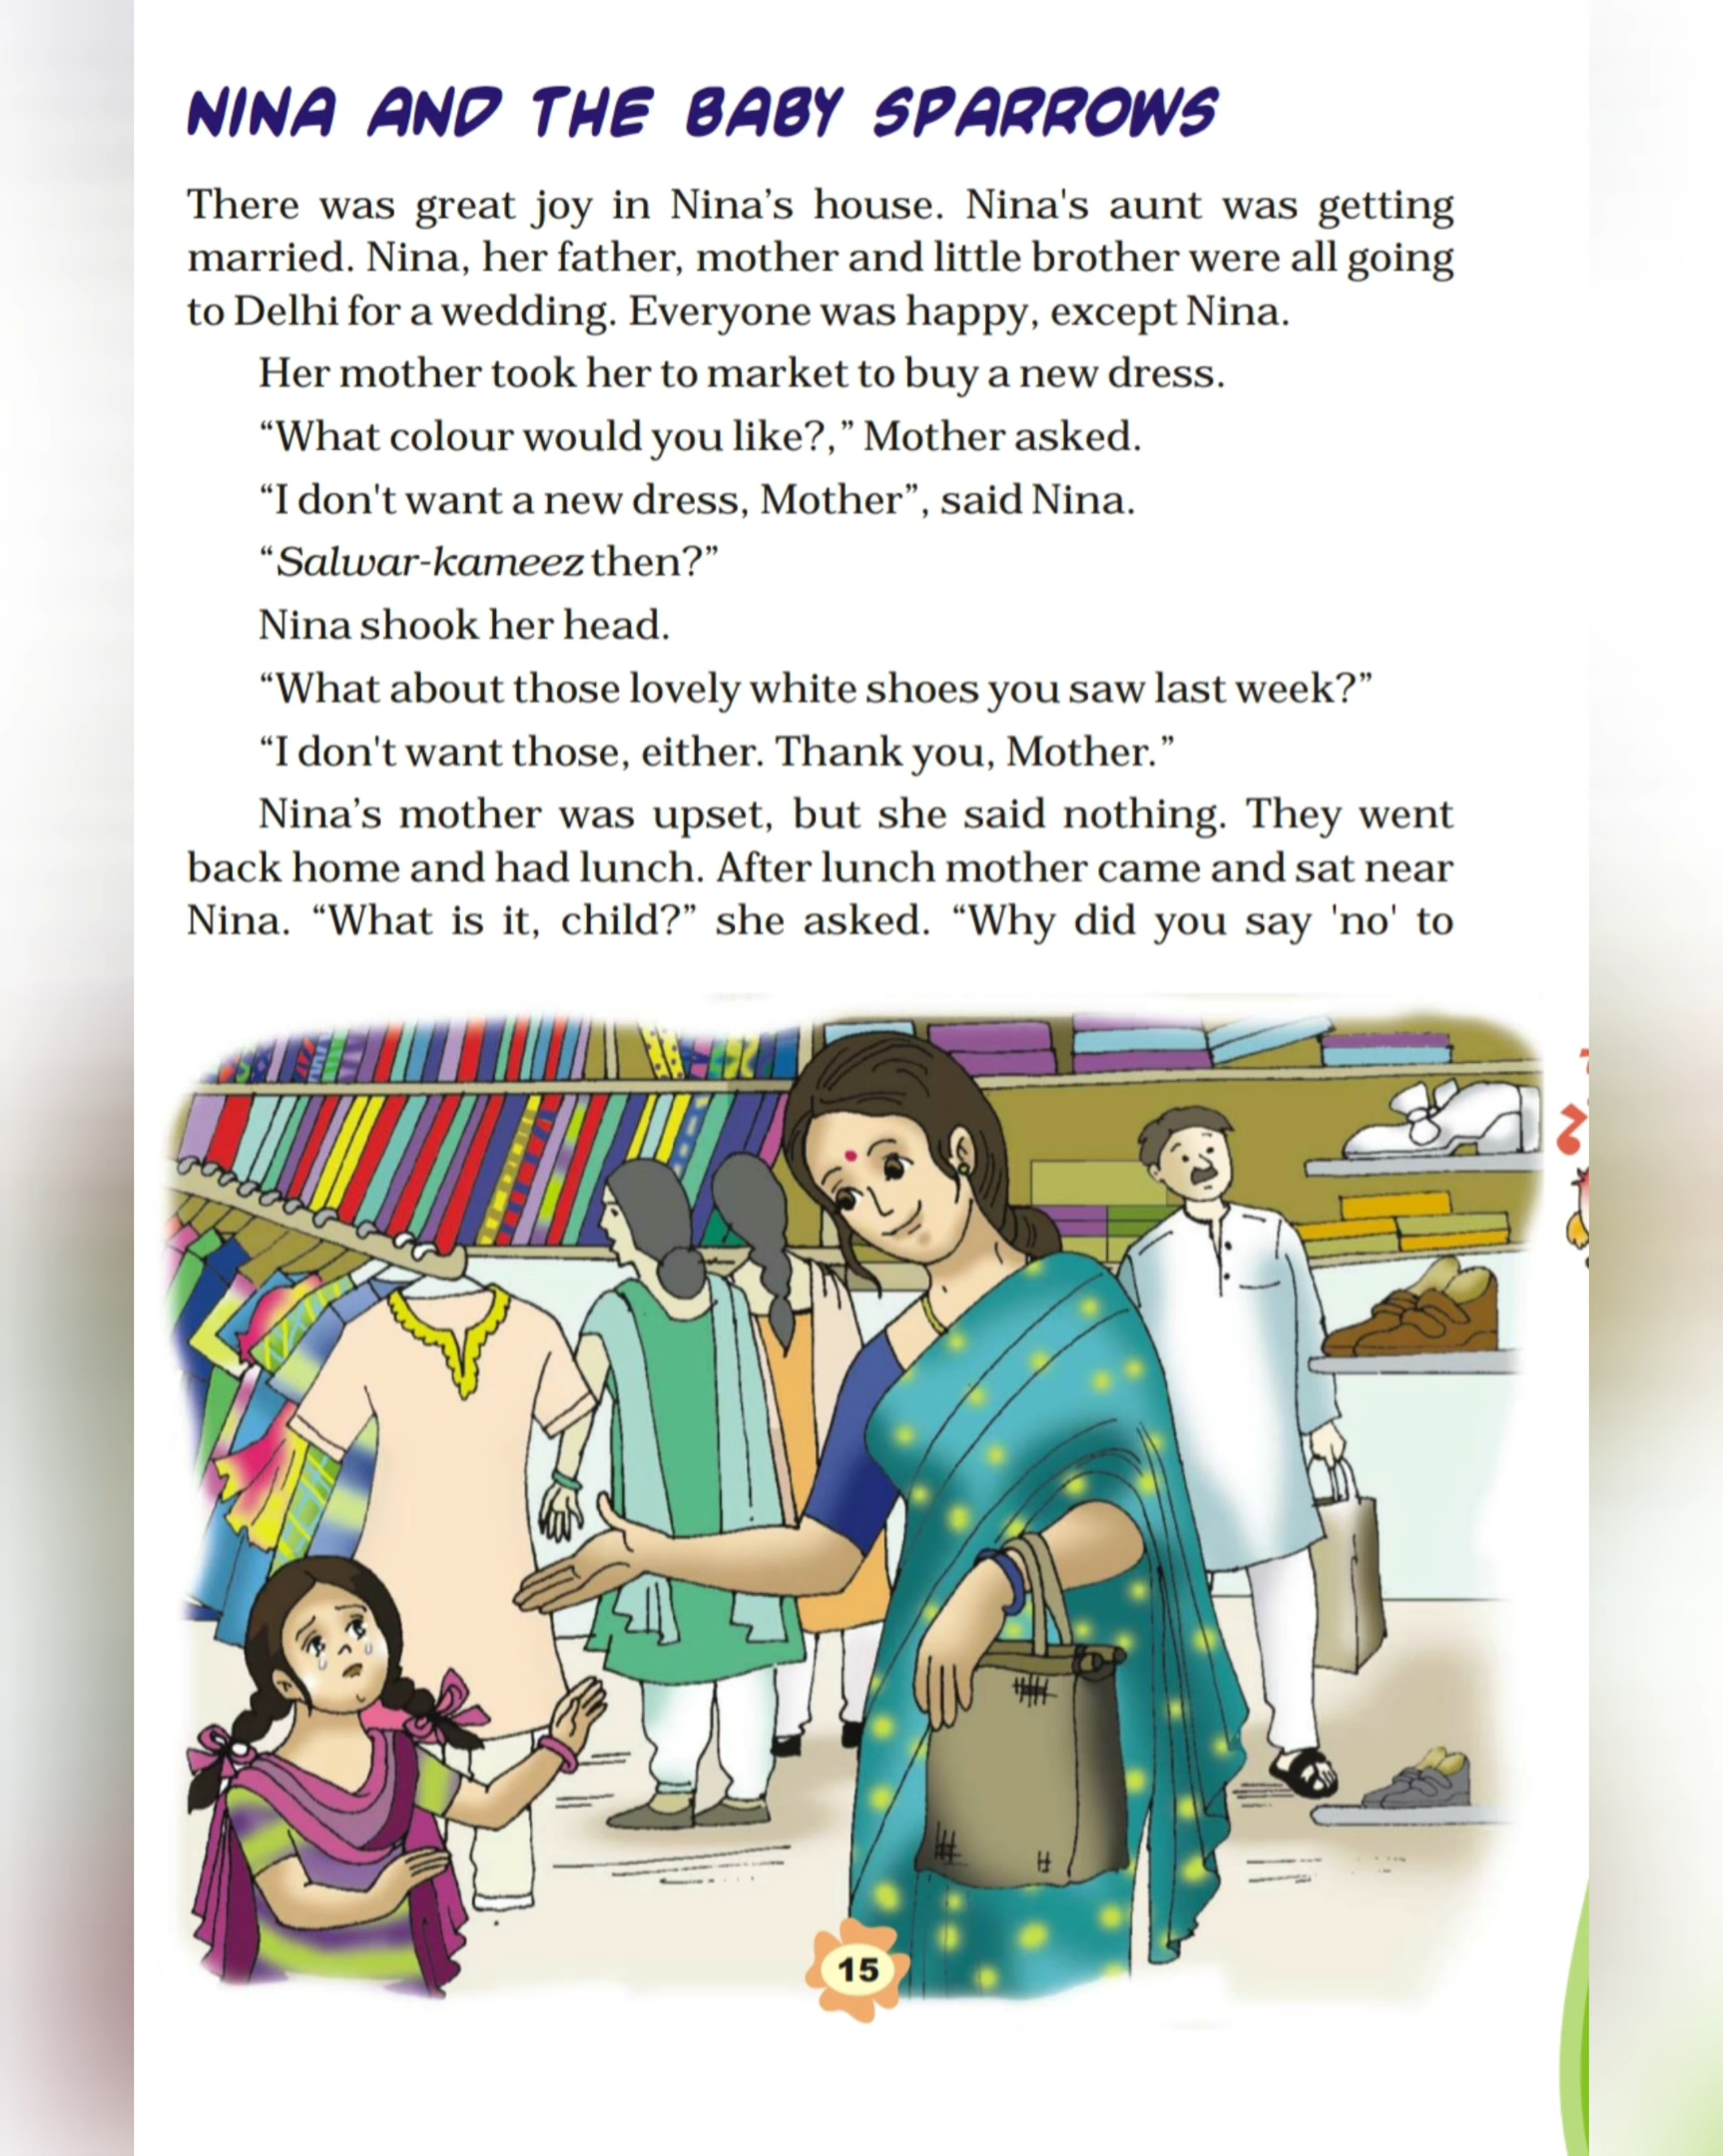 NINA AND THE BABY SPARROWS
There was great joy in Nina’s house. Nina's aunt was getting
married. Nina, her father, mother and little brother were all going
to Delhi for a wedding. Everyone was happy, except Nina.
Her mother took her to market to buy a new dress.
“What colour would you like?,” Mother asked.
“I don't want a new dress, Mother”, said Nina.
“Salwar-kameez then?”
Nina shook her head.
“What about those lovely white shoes you saw last week?”
“I don't want those, either. Thank you, Mother.”
Nina’s mother was upset, but she said nothing. They went
back home and had lunch. After lunch mother came and sat near
Nina. “What is it, child?” she asked. “Why did you say 'no' to
15